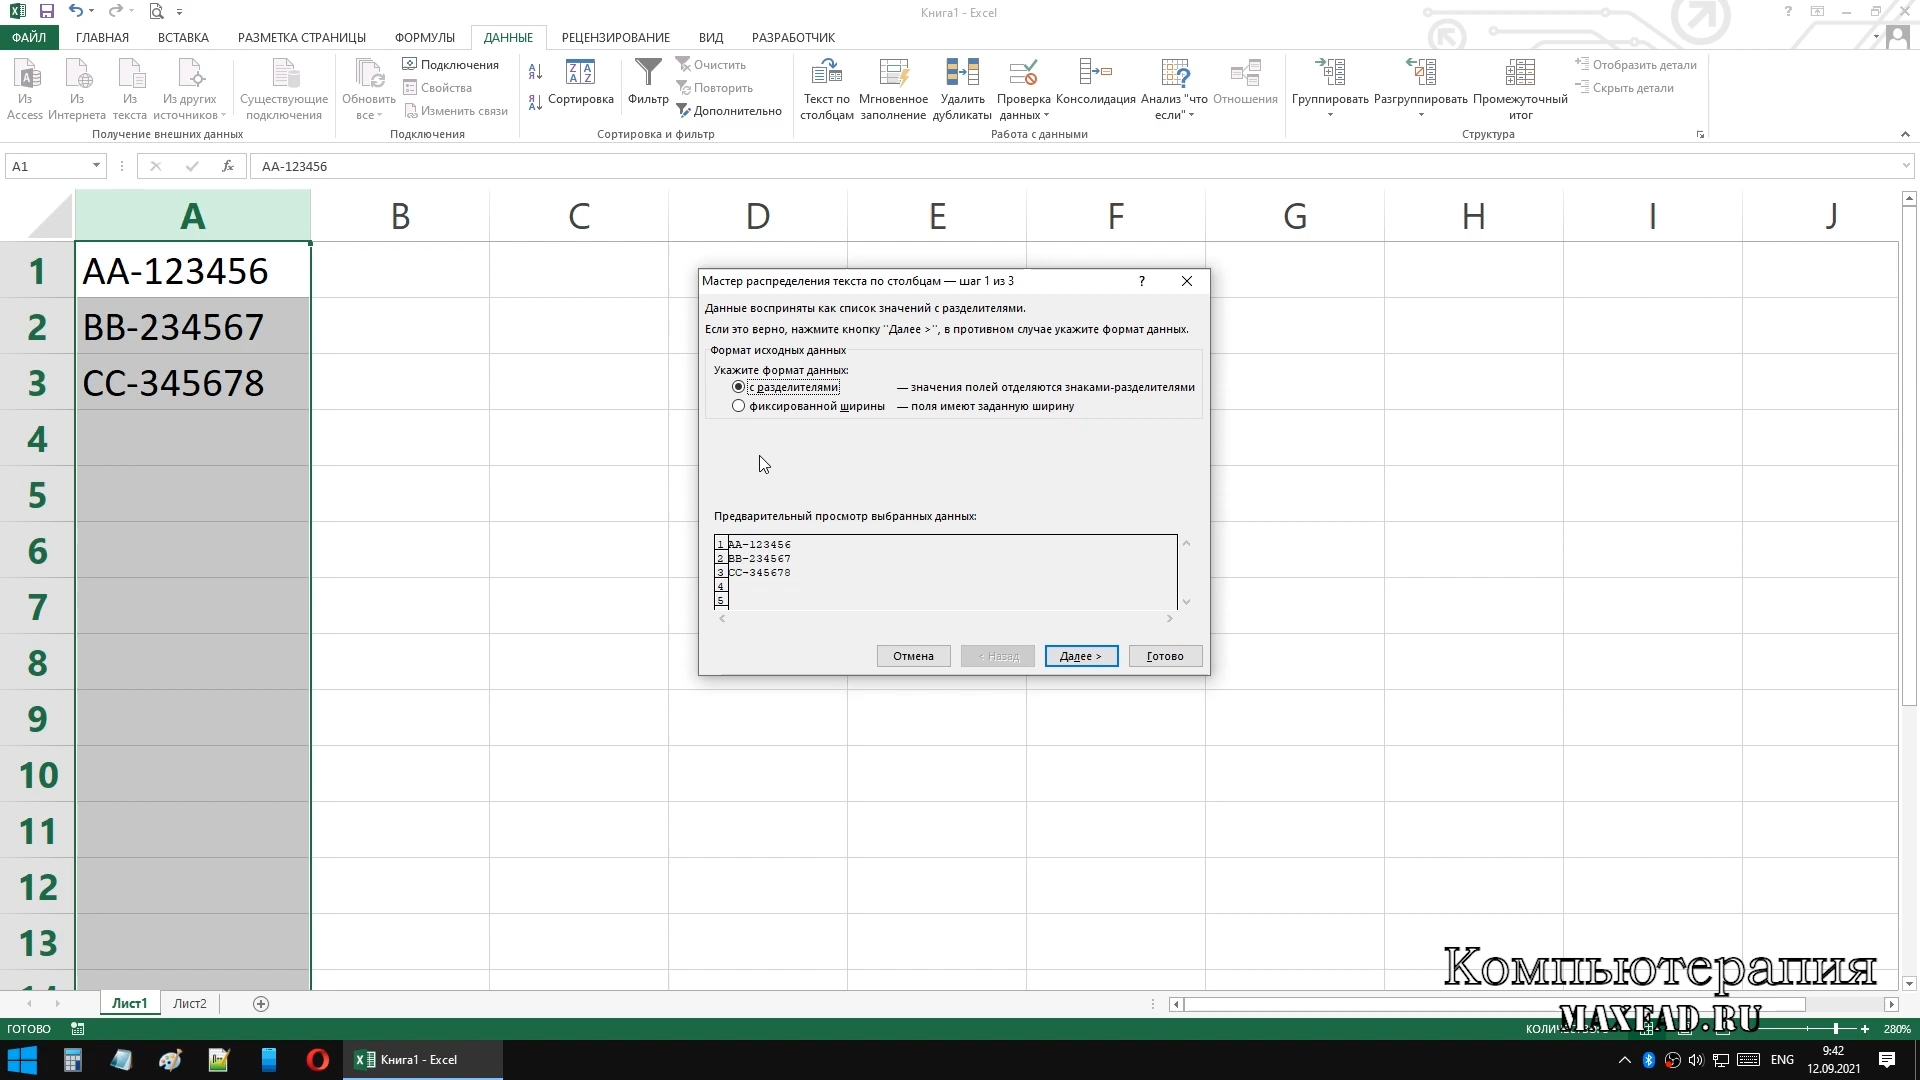 Книга1 - Excel
ФАЙЛ ГЛАВНАЯ ВСТАВКА РАЗМЕТКА СТРАНИЦЫ ФОРМУЛЫ ДАННЫЕ РЕЦЕНЗИРОВАНИЕ ВИД РАЗРАБОТЧИК
Из Access
Из Интернета
Из текста
Из других источников
Существующие подключения
Получение внешних данных
Обновить все
Подключения
Свойства
Изменить связи
Подключения
Сортировка
Фильтр
Очистить
Повторить
Дополнительно
Сортировка и фильтр
Текст по столбцам
Мгновенное заполнение
Удалить дубликаты
Проверка данных
Консолидация
Анализ "что если"
Отношения
Работа с данными
Группировать
Разгруппировать
Промежуточный итог
Отобразить детали
Скрыть детали
Структура
A1
fx
AA-123456
A B C D E F G H I J
1 AA-123456
2 BB-234567
3 CC-345678
4
5
6
7
8
9
10
11
12
13
14
Мастер распределения текста по столбцам — шаг 1 из 3 ?
Данные восприняты как список значений с разделителями.
Если это верно, нажмите кнопку "Далее >", в противном случае укажите формат данных.
Формат исходных данных
Укажите формат данных:
с разделителями — значения полей отделяются знаками-разделителями
фиксированной ширины — поля имеют заданную ширину
Предварительный просмотр выбранных данных:
1 AA-123456
2 BB-234567
3 CC-345678
4
5
Отмена < Назад Далее > Готово
Компьютерапия
MAXFAD.RU
Лист1 Лист2
ГОТОВО
280%
Книга1 - Excel
ENG
9:42
12.09.2021